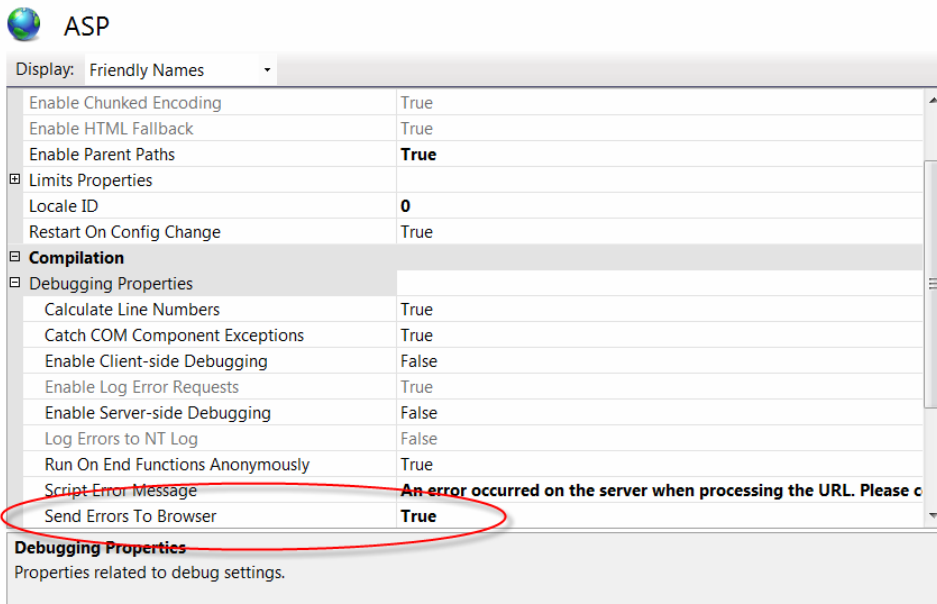 ASP
Display: Friendly Names
Enable Chunked Encoding True
Enable HTML Fallback True
Enable Parent Paths True
Limits Properties
Locale ID 0
Restart On Config Change True
Compilation
Debugging Properties
Calculate Line Numbers True
Catch COM Component Exceptions True
Enable Client-side Debugging False
Enable Log Error Requests True
Enable Server-side Debugging False
Log Errors to NT Log False
Run On End Functions Anonymously True
Script Error Message An error occurred on the server when processing the URL. Please
Send Errors To Browser True
Debugging Properties
Properties related to debug settings.